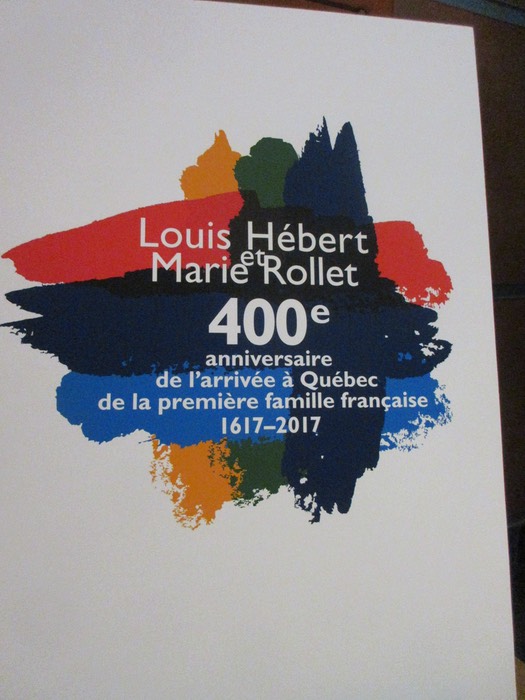 Louis Hébert
et
Marie Rollet
400e
anniversaire
de l'arrivée à Québec
de la première famille française
1617–2017